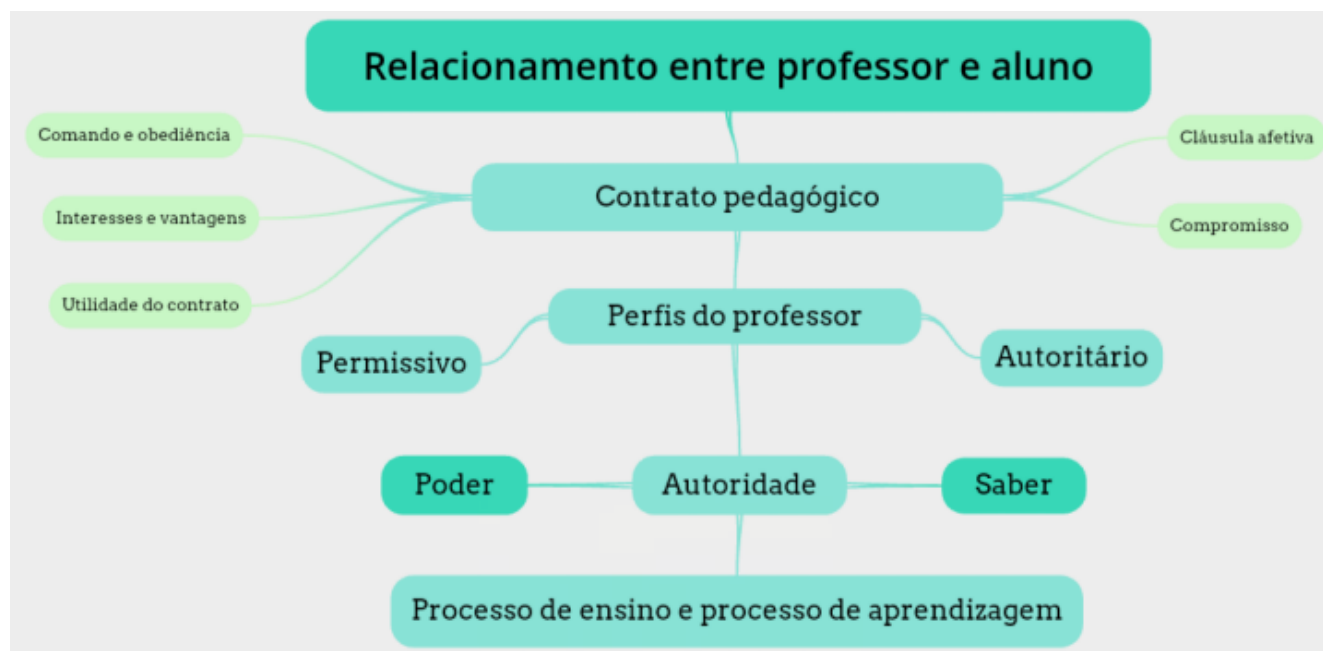 Relacionamento entre professor e aluno
Comando e obediência
Cláusula afetiva
Contrato pedagógico
Interesses e vantagens
Compromisso
Utilidade do contrato
Perfis do professor
Permissivo
Autoritário
Poder
Autoridade
Saber
Processo de ensino e processo de aprendizagem